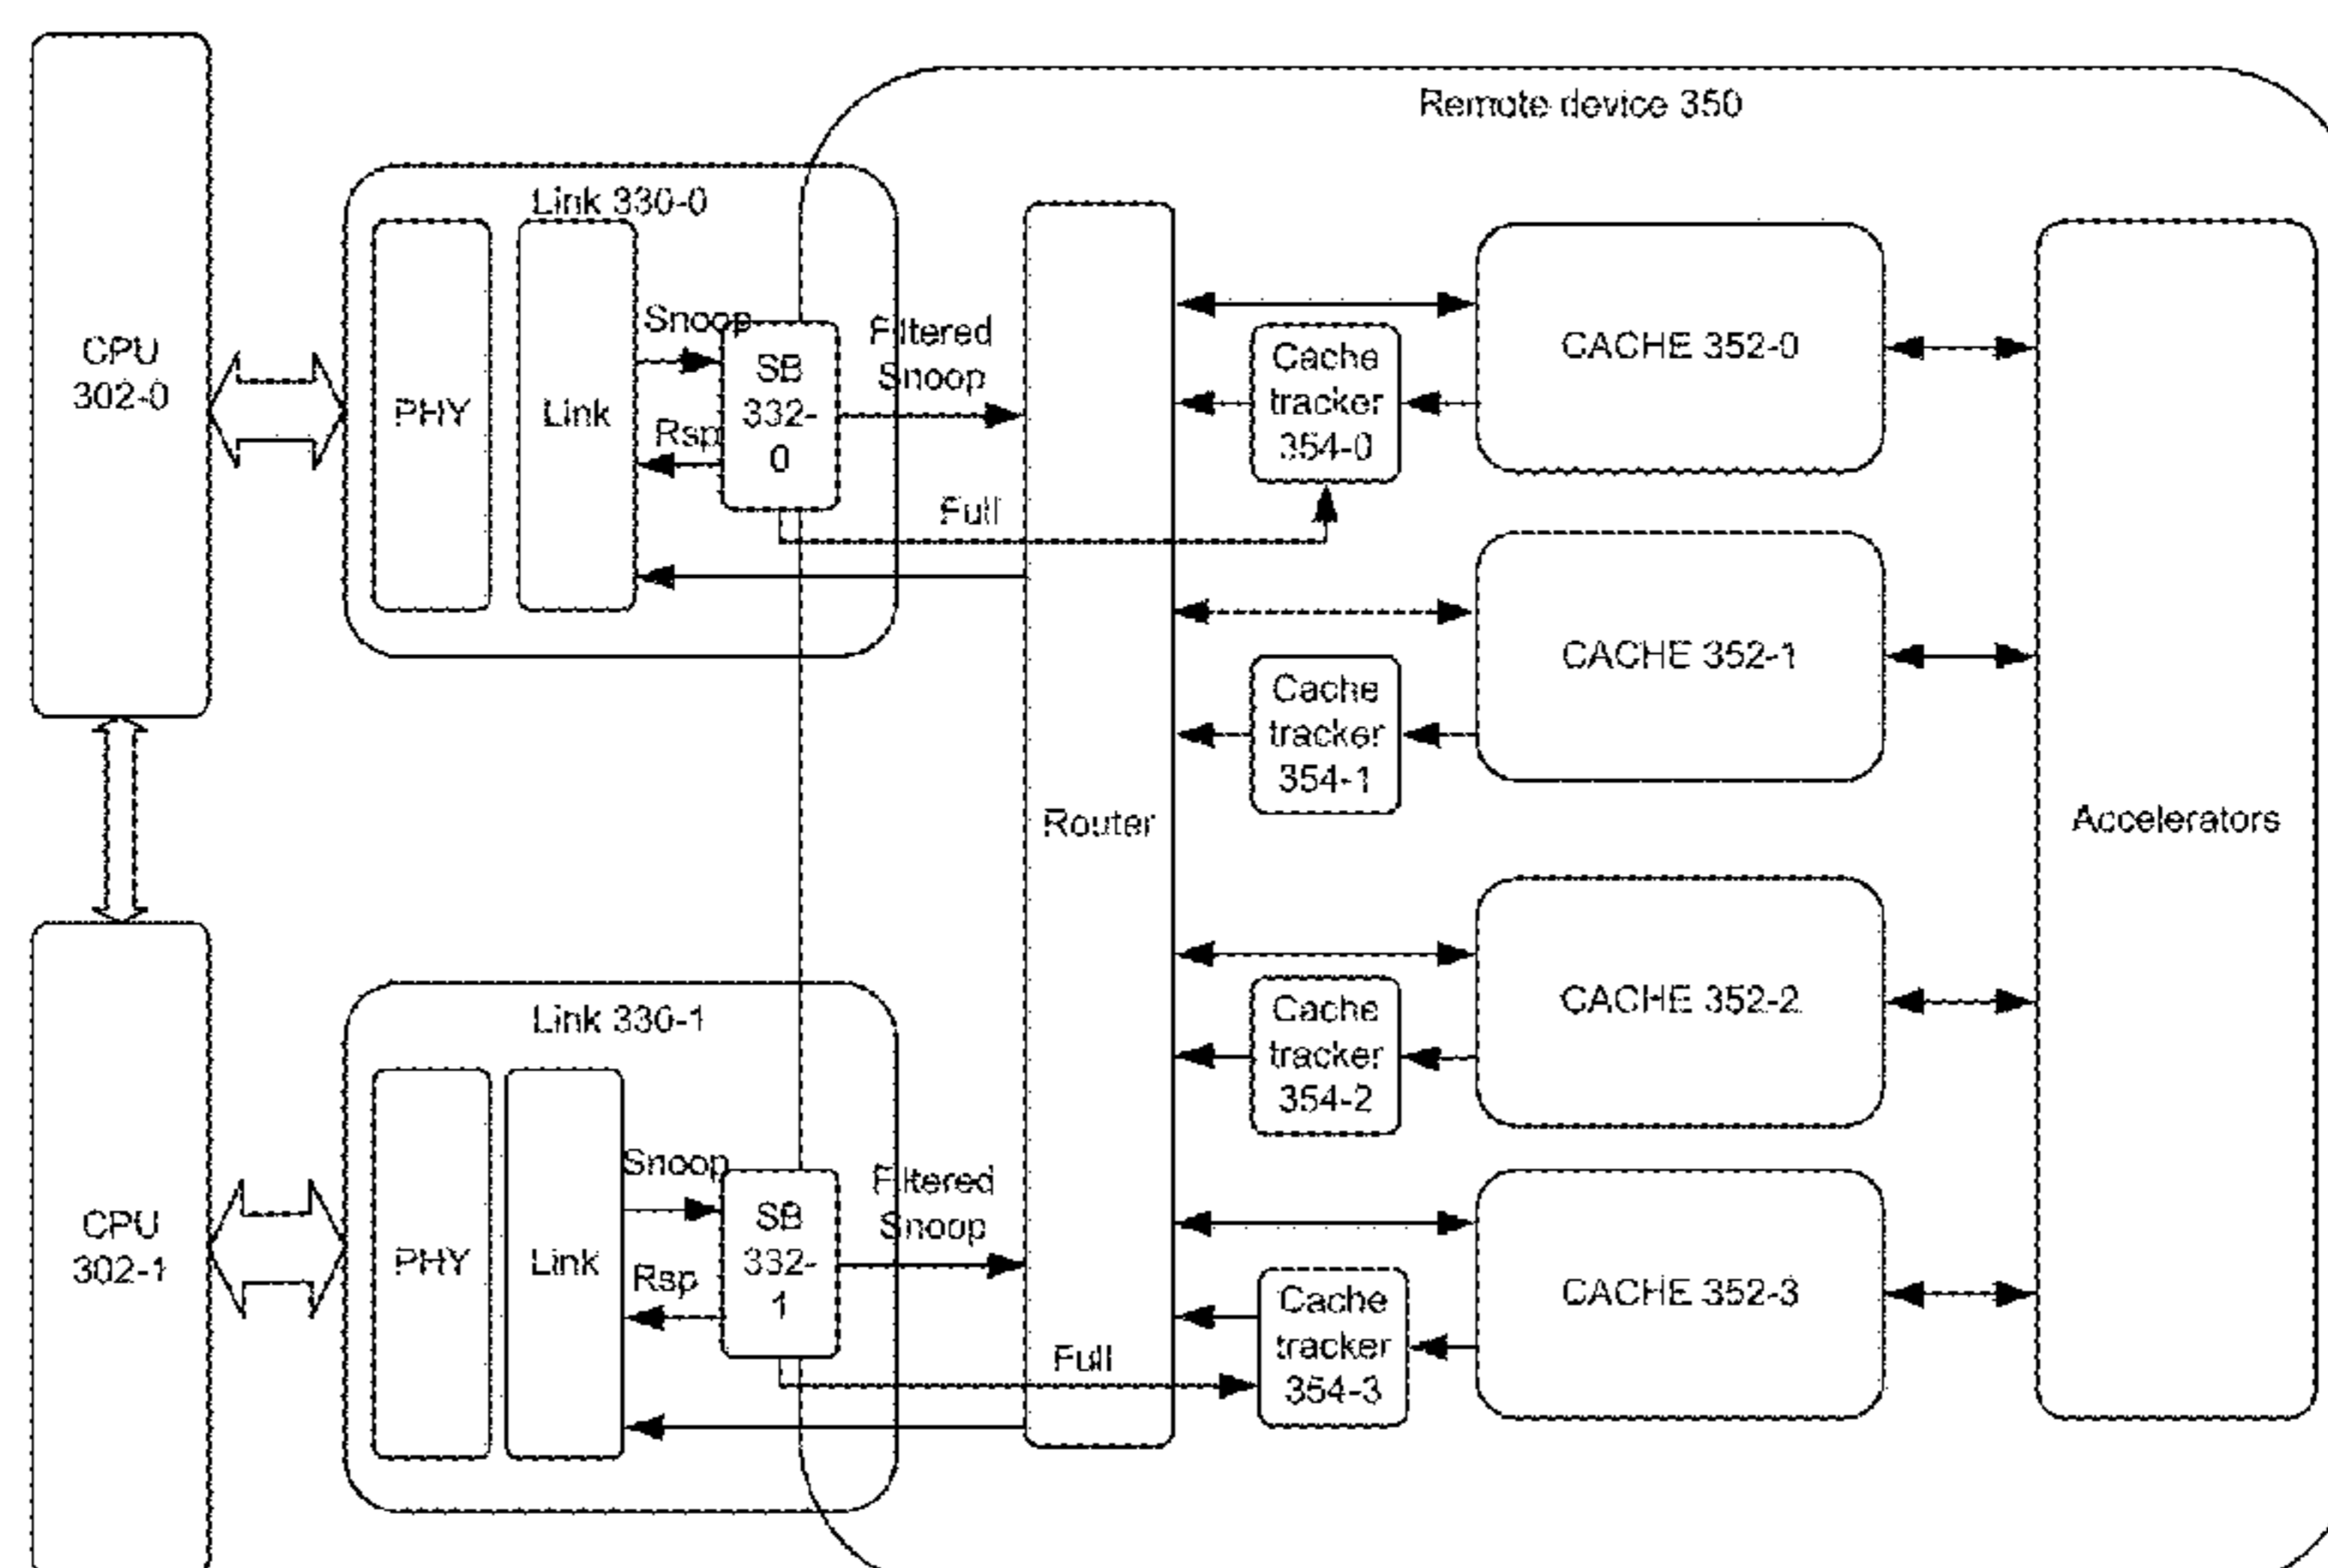 Remote device 350
CPU
302-0
Link 330-0
PHY
Link
Snoop
Rsp
SB
332-
0
Filtered
Snoop
Full
Router
Cache
tracker
354-0
CACHE 352-0
Cache
tracker
354-1
CACHE 352-1
Accelerators
Cache
tracker
354-2
CACHE 352-2
Cache
tracker
354-3
CACHE 352-3
CPU
302-1
Link 330-1
PHY
Link
Snoop
Rsp
SB
332-
1
Filtered
Snoop
Full